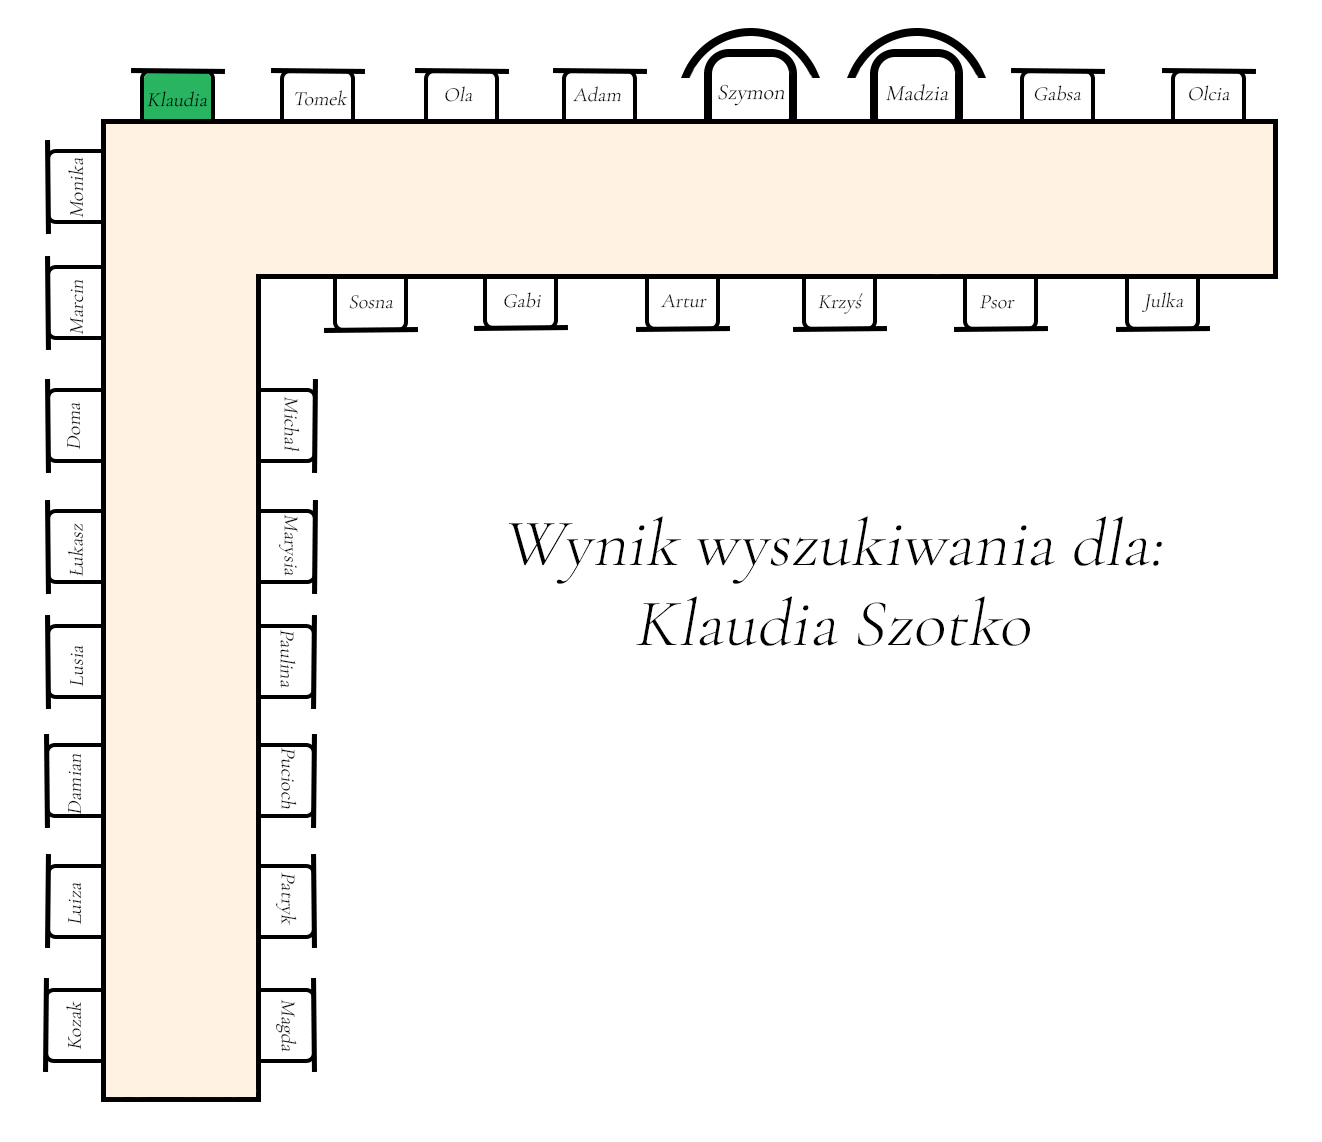 Klaudia
Tomek
Ola
Adam
Szymon
Madzia
Gabsa
Olcia
Monika
Marcin
Doma
Łukasz
Lusia
Damian
Luiza
Kozak
Sosna
Gabi
Artur
Krzyś
Psor
Julka
Michał
Marysia
Paulina
Pucioch
Patryk
Magda
Wynik wyszukiwania dla:
Klaudia Szotko